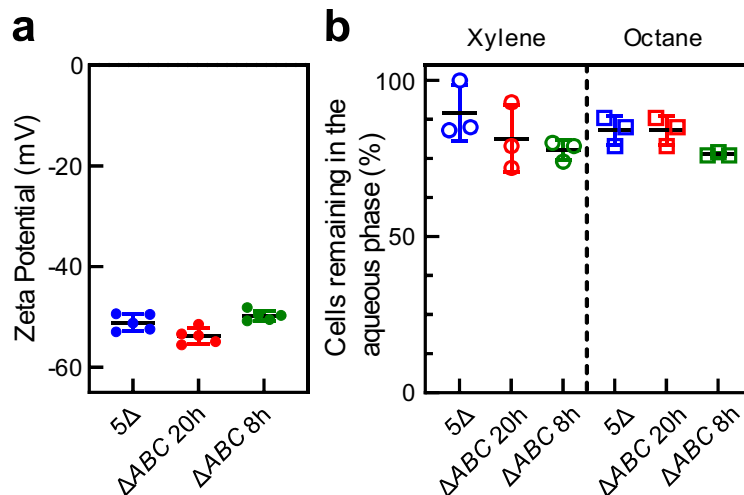 a
b
Xylene
Octane
Zeta Potential (mV)
0
-20
-40
-60
5Δ
ΔABC 20h
ΔABC 8h
Cells remaining in the
aqueous phase (%)
100
50
0
5Δ
ΔABC 20h
ΔABC 8h
5Δ
ΔABC 20h
ΔABC 8h